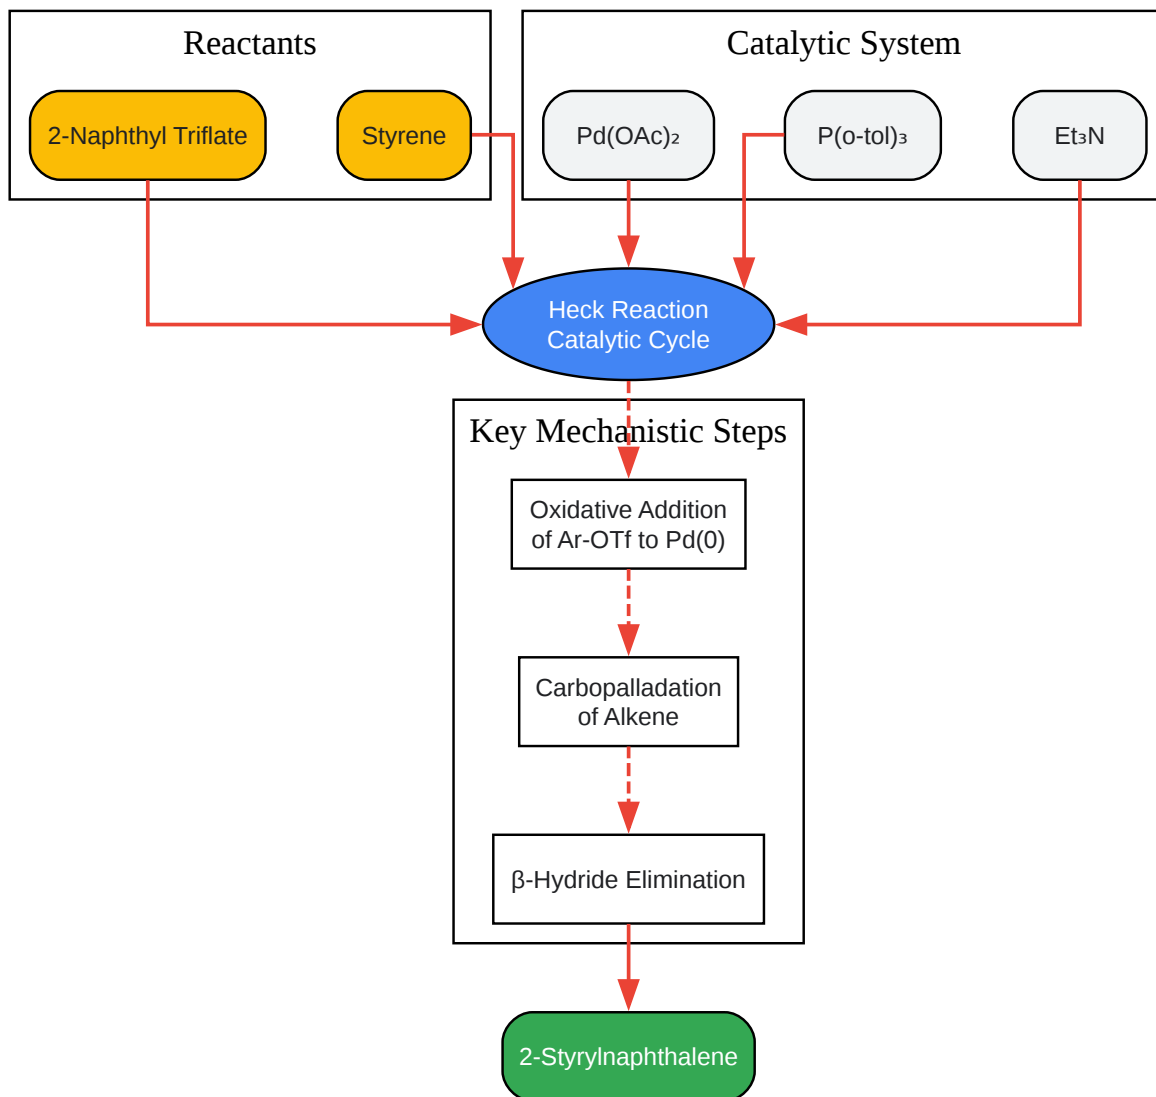 Reactants
Catalytic System
2-Naphthyl Triflate
Styrene
Pd(OAc)₂
P(o-tol)₃
Et₃N
Heck Reaction
Catalytic Cycle
Key Mechanistic Steps
Oxidative Addition
of Ar-OTf to Pd(0)
Carbopalladation
of Alkene
β-Hydride Elimination
2-Styrylnaphthalene